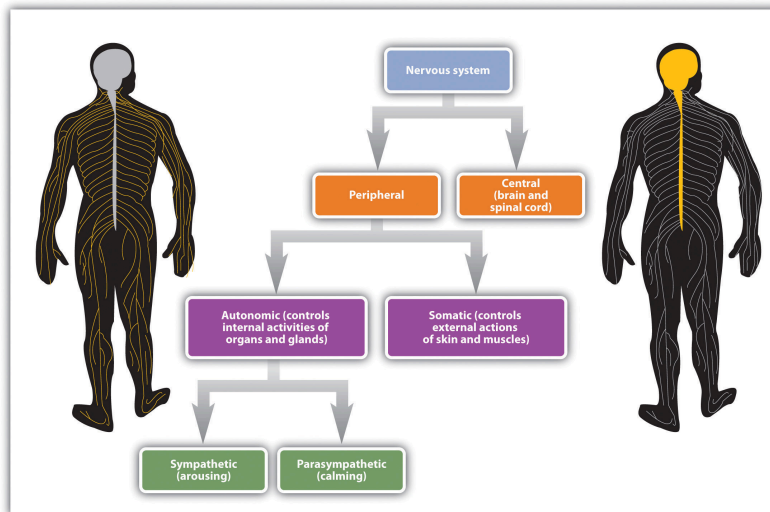 Nervous system
Peripheral
Central
(brain and
spinal cord)
Autonomic (controls
internal activities of
organs and glands)
Somatic (controls
external actions
of skin and muscles)
Sympathetic
(arousing)
Parasympathetic
(calming)